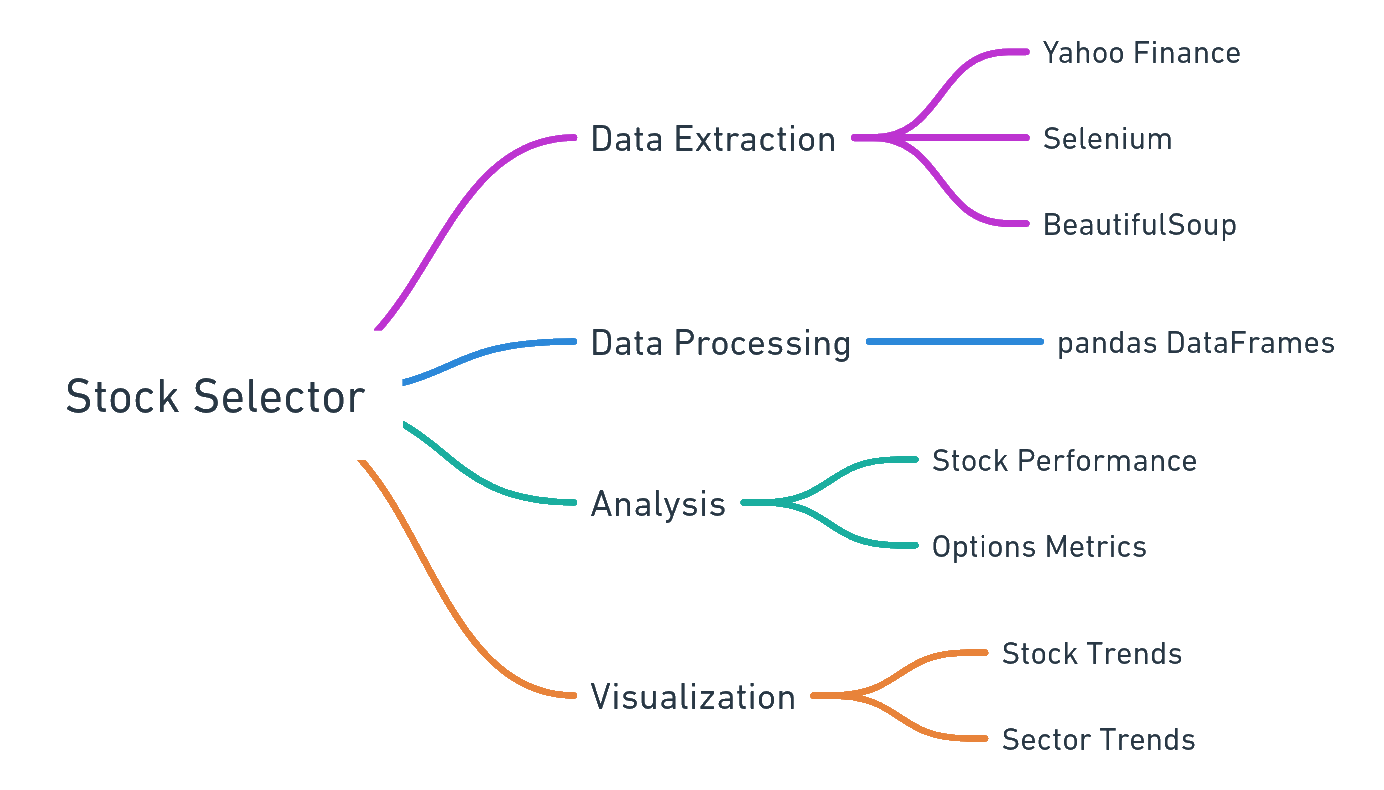 Stock Selector
Data Extraction
Yahoo Finance
Selenium
BeautifulSoup
Data Processing
pandas DataFrames
Analysis
Stock Performance
Options Metrics
Visualization
Stock Trends
Sector Trends